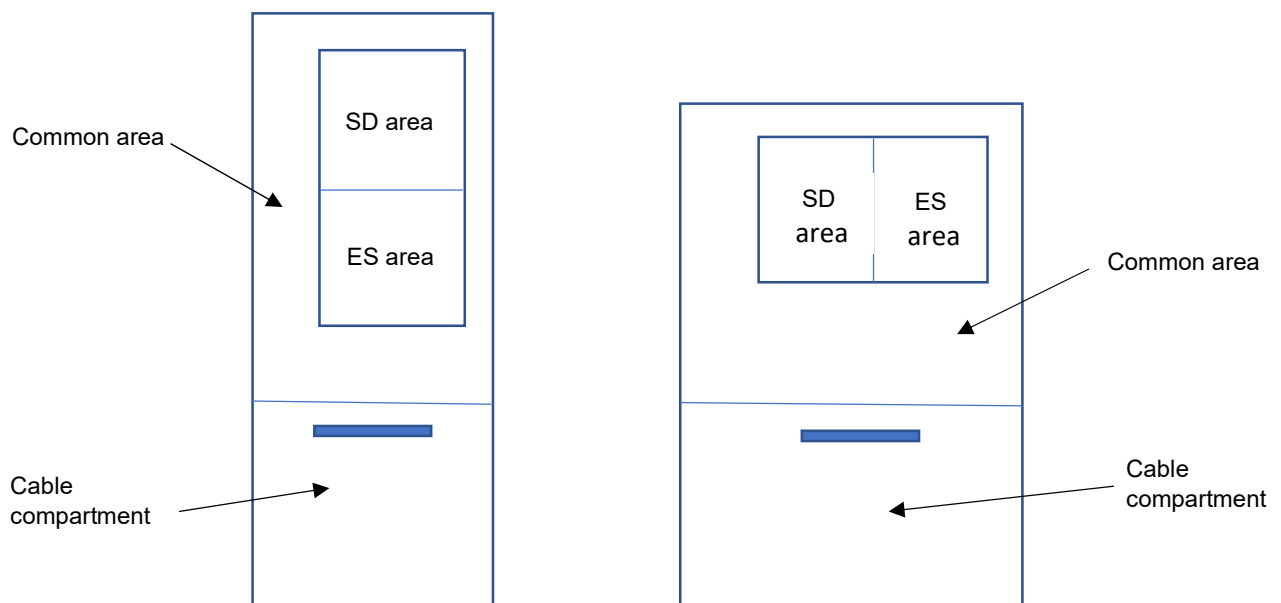 Common area
SD area
ES area
Cable
compartment
SD
area
ES
area
Common area
Cable
compartment